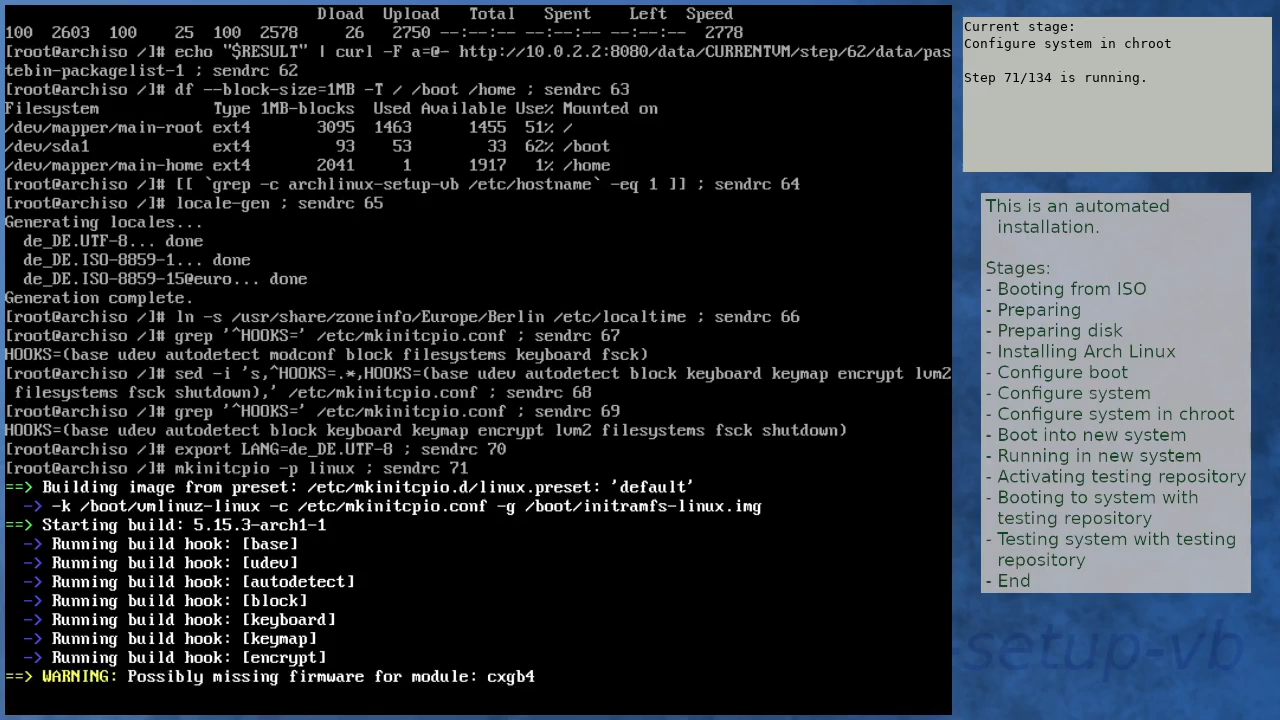 Dload  Upload   Total   Spent    Left  Speed
100  2603  100    25  100  2578     26   2750 --:--:-- --:--:-- --:--:--  2778
[root@archiso /]# echo "$RESULT" | curl -F a=@- http://10.0.2.2:8080/data/CURRENTVM/step/62/data/pas
tebin-packagelist-1 ; sendrc 62
[root@archiso /]# df --block-size=1MB -T / /boot /home ; sendrc 63
Filesystem            Type 1MB-blocks  Used Available Use% Mounted on
/dev/mapper/main-root ext4       3095  1463      1455  51% /
/dev/sda1             ext4         93    53        33  62% /boot
/dev/mapper/main-home ext4       2041     1      1917   1% /home
[root@archiso /]# [[ `grep -c archlinux-setup-vb /etc/hostname` -eq 1 ]] ; sendrc 64
[root@archiso /]# locale-gen ; sendrc 65
Generating locales...
  de_DE.UTF-8... done
  de_DE.ISO-8859-1... done
  de_DE.ISO-8859-15@euro... done
Generation complete.
[root@archiso /]# ln -s /usr/share/zoneinfo/Europe/Berlin /etc/localtime ; sendrc 66
[root@archiso /]# grep '^HOOKS=' /etc/mkinitcpio.conf ; sendrc 67
HOOKS=(base udev autodetect modconf block filesystems keyboard fsck)
[root@archiso /]# sed -i 's,^HOOKS=.*,HOOKS=(base udev autodetect block keyboard keymap encrypt lvm2
 filesystems fsck shutdown),' /etc/mkinitcpio.conf ; sendrc 68
[root@archiso /]# grep '^HOOKS=' /etc/mkinitcpio.conf ; sendrc 69
HOOKS=(base udev autodetect block keyboard keymap encrypt lvm2 filesystems fsck shutdown)
[root@archiso /]# export LANG=de_DE.UTF-8 ; sendrc 70
[root@archiso /]# mkinitcpio -p linux ; sendrc 71
==> Building image from preset: /etc/mkinitcpio.d/linux.preset: 'default'
  -> -k /boot/vmlinuz-linux -c /etc/mkinitcpio.conf -g /boot/initramfs-linux.img
==> Starting build: 5.15.3-arch1-1
  -> Running build hook: [base]
  -> Running build hook: [udev]
  -> Running build hook: [autodetect]
  -> Running build hook: [block]
  -> Running build hook: [keyboard]
  -> Running build hook: [keymap]
  -> Running build hook: [encrypt]
==> WARNING: Possibly missing firmware for module: cxgb4
Current stage:
Configure system in chroot
Step 71/134 is running.
This is an automated
installation.
Stages:
- Booting from ISO
- Preparing
- Preparing disk
- Installing Arch Linux
- Configure boot
- Configure system
- Configure system in chroot
- Boot into new system
- Running in new system
- Activating testing repository
- Booting to system with
testing repository
- Testing system with testing
repository
- End
-setup-vb